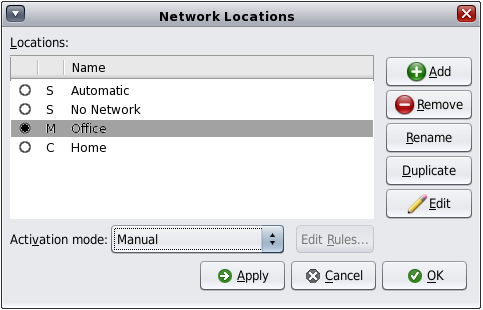 Network Locations
Locations:
Name
S Automatic
S No Network
M Office
C Home
Add
Remove
Rename
Duplicate
Edit
Activation mode: Manual Edit Rules...
Apply Cancel OK